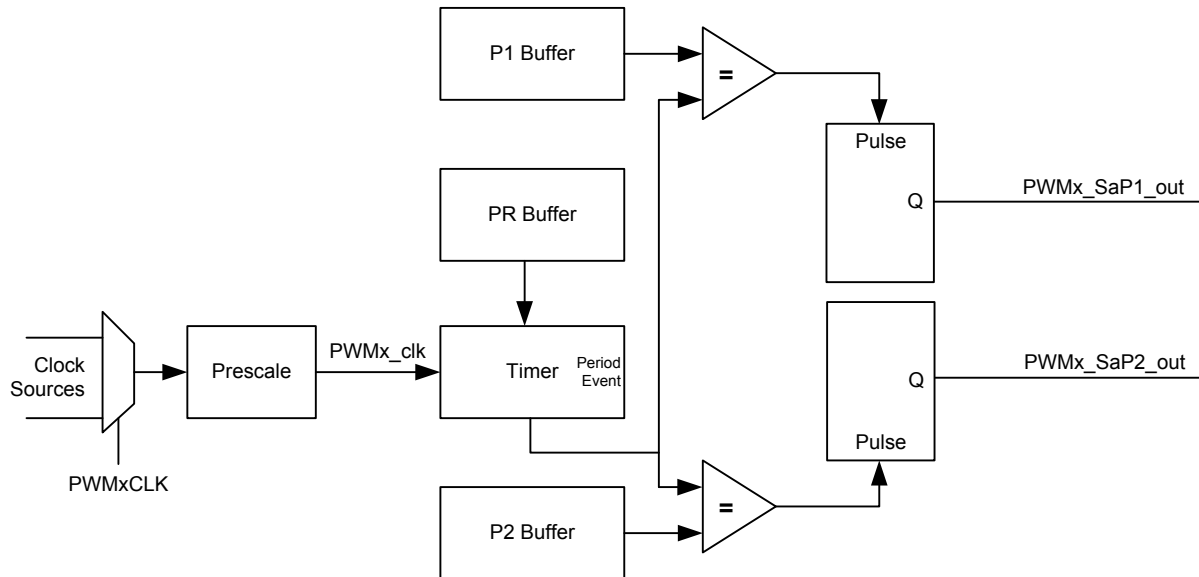 P1 Buffer
=
Pulse
Q
PWMx_SaP1_out
PR Buffer
Clock
Sources
Prescale
PWMx_clk
Timer
Period
Event
PWMx_SaP2_out
Q
Pulse
PWMxCLK
P2 Buffer
=